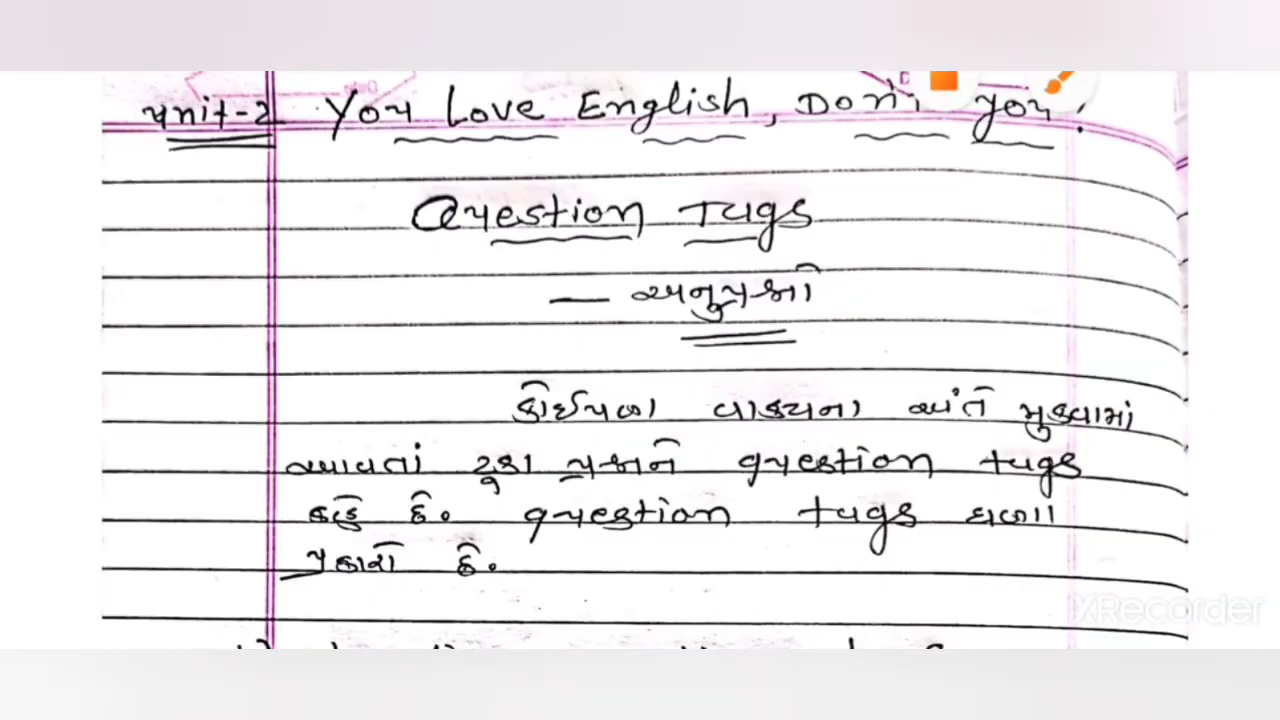 unit-2 You Love English, Don't you?
Question Tags
— અનુપ્રશ્નો
કોઈપણ વાક્યના અંતે મુકવામાં
આવતાં ટૂંકા પ્રશ્નને question tags
કહે છે. question tags ઘણા
પ્રકારો છે.
XRecorder